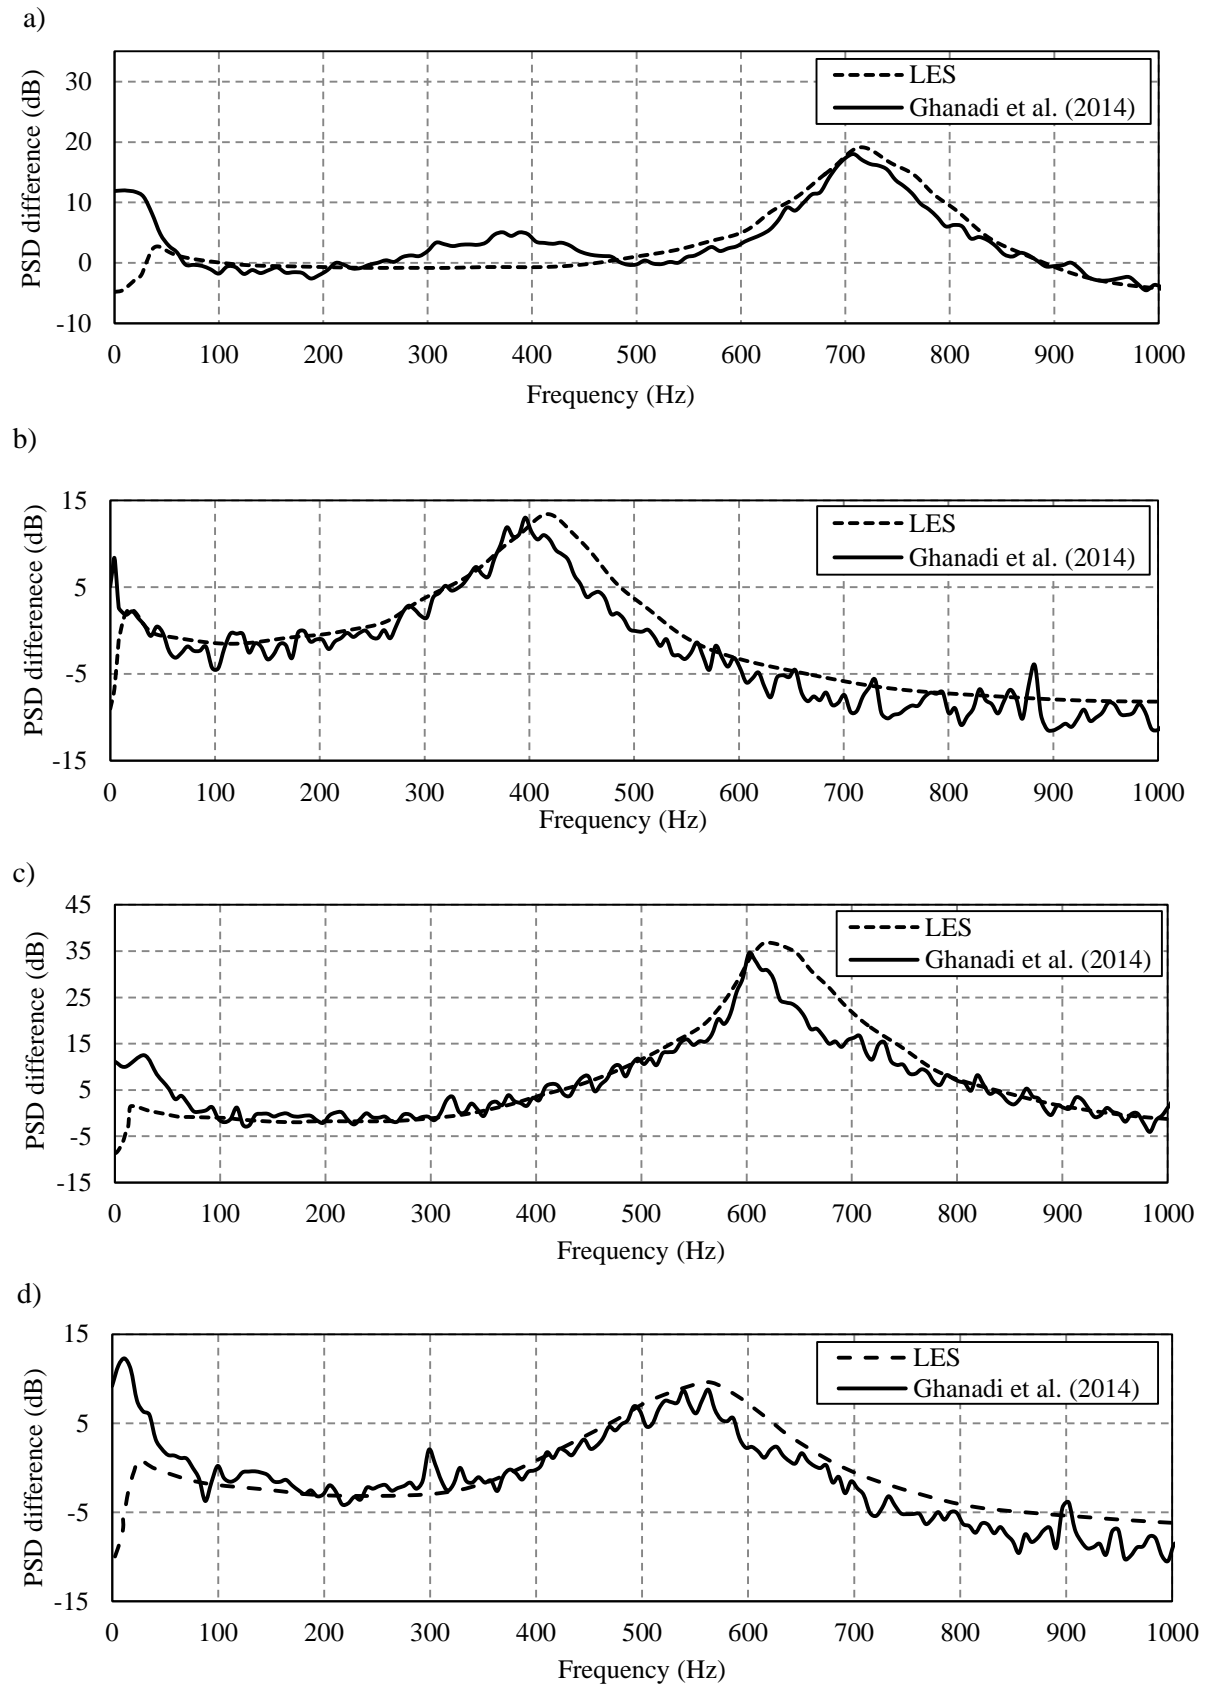 a)
PSD difference (dB)
30
20
10
0
-10
LES
Ghanadi et al. (2014)
0 100 200 300 400 500 600 700 800 900 1000
Frequency (Hz)
b)
PSD difference (dB)
15
5
-5
-15
LES
Ghanadi et al. (2014)
0 100 200 300 400 500 600 700 800 900 1000
Frequency (Hz)
c)
PSD difference (dB)
45
35
25
15
5
-5
-15
LES
Ghanadi et al. (2014)
0 100 200 300 400 500 600 700 800 900 1000
Frequency (Hz)
d)
PSD difference (dB)
15
5
-5
-15
LES
Ghanadi et al. (2014)
0 100 200 300 400 500 600 700 800 900 1000
Frequency (Hz)